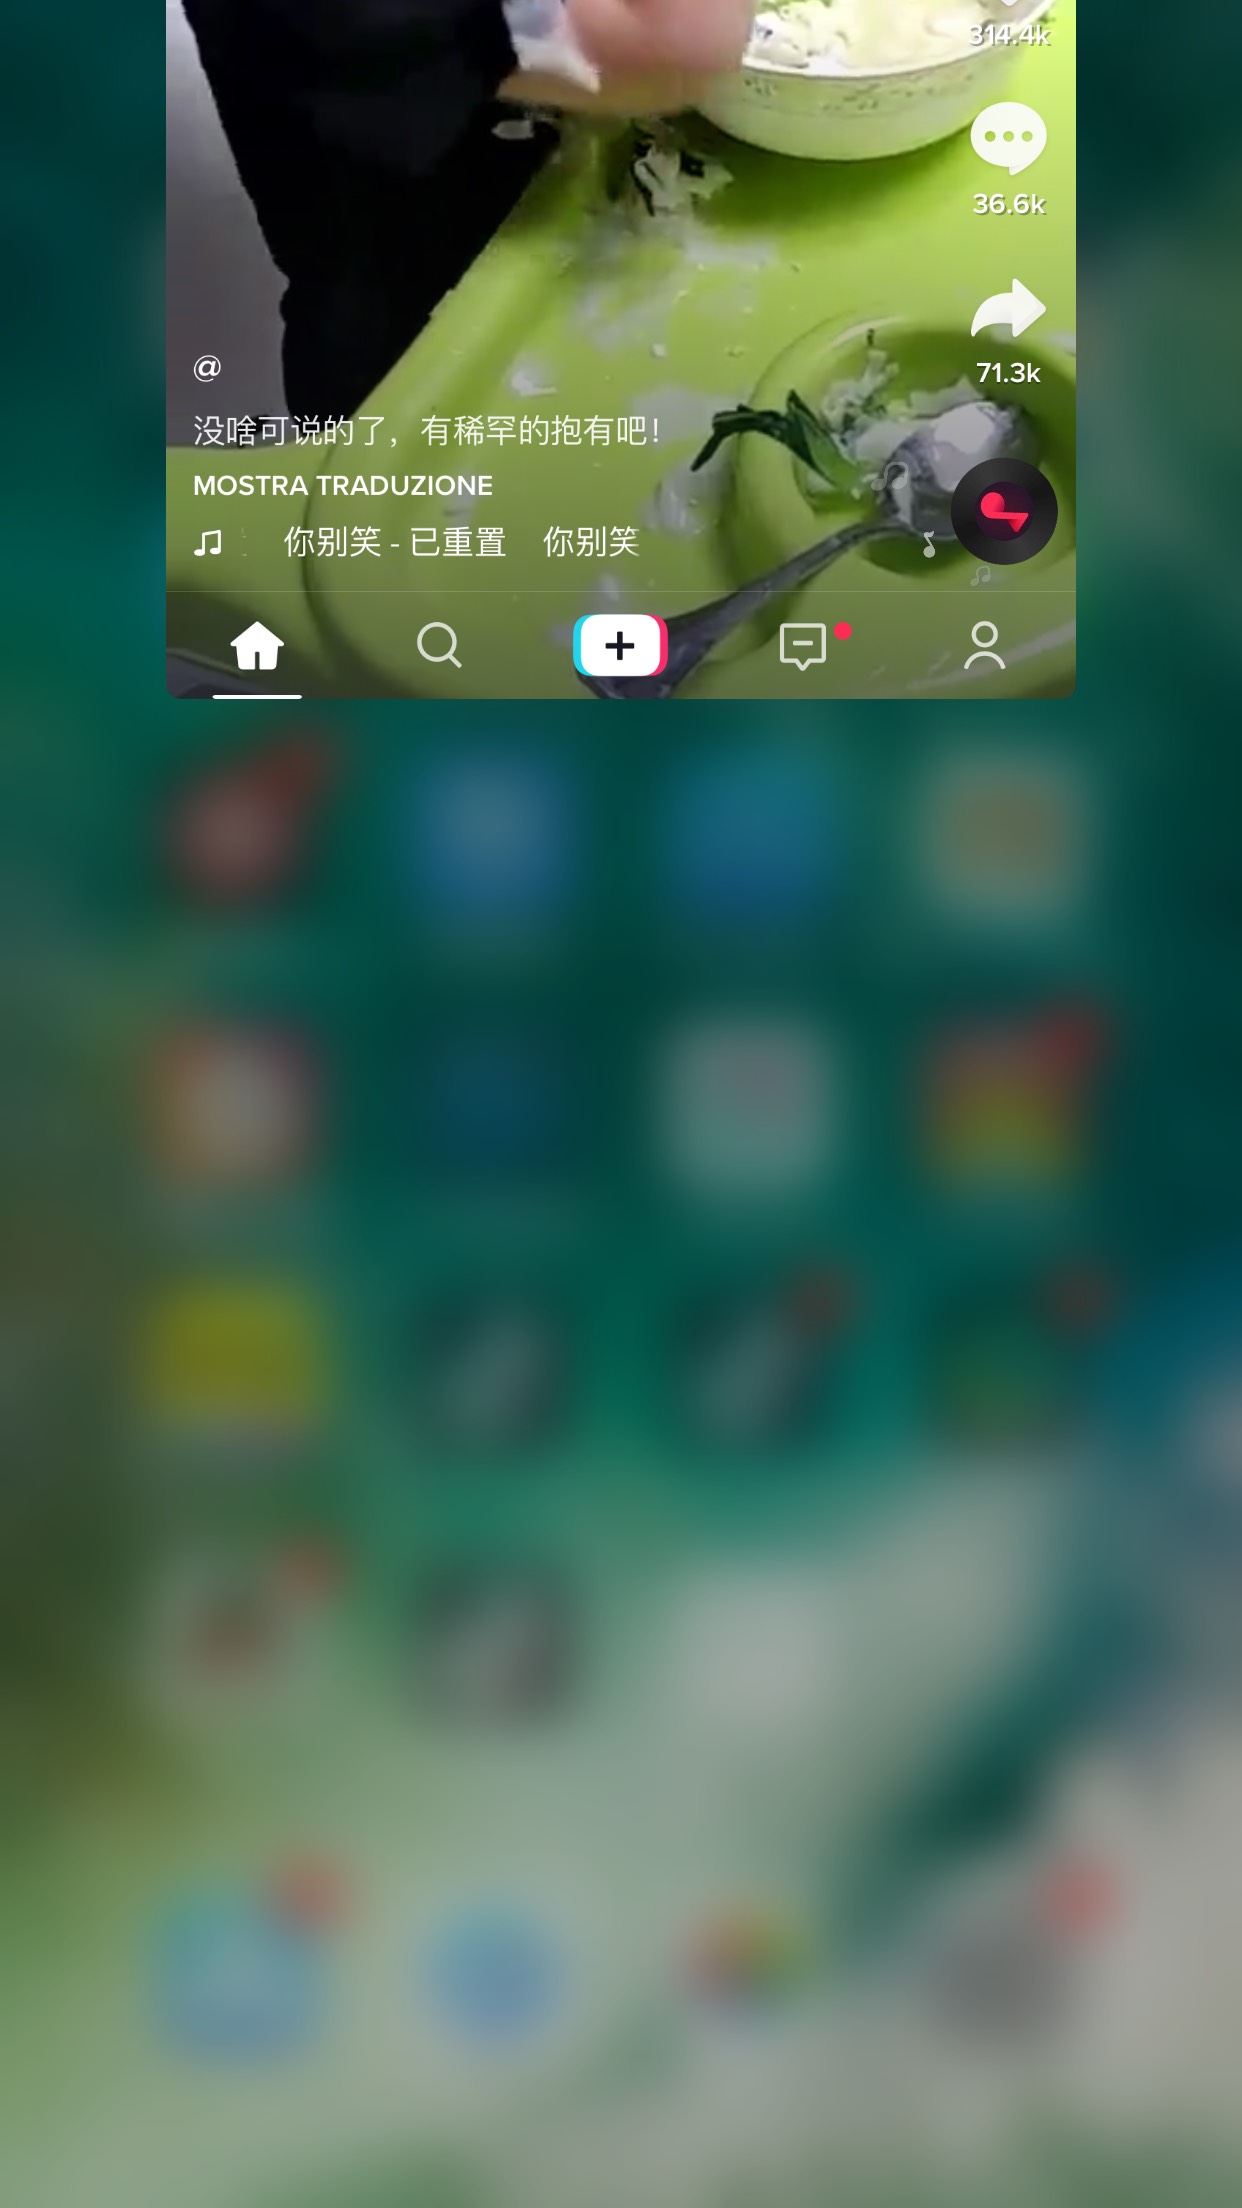 314.4k
36.6k
71.3k
@
没啥可说的了，有稀罕的抱有吧！
MOSTRA TRADUZIONE
你别笑 - 已重置 你别笑